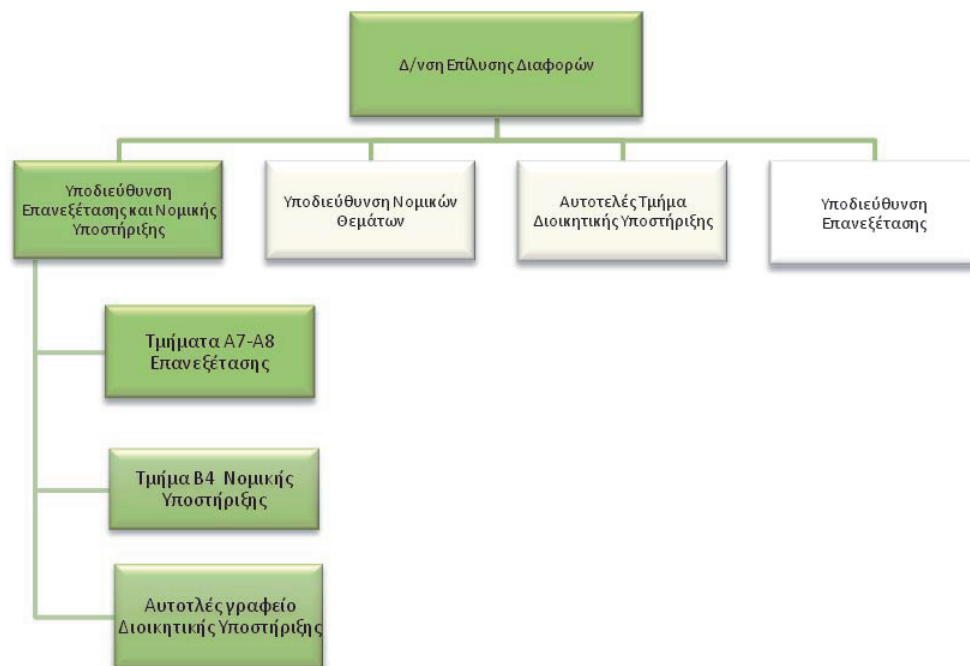 Δ/νση Επίλυσης Διαφορών
Υποδιεύθυνση
Επανεξέτασης και Νομικής
Υποστήριξης
Υποδιεύθυνση Νομικών
Θεμάτων
Αυτοτελές Τμήμα
Διοικητικής Υποστήριξης
Υποδιεύθυνση
Επανεξέτασης
Τμήματα Α7-Α8
Επανεξέτασης
Τμήμα Β4 Νομικής
Υποστήριξης
Αυτοτλές γραφείο
Διοικητικής Υποστήριξης